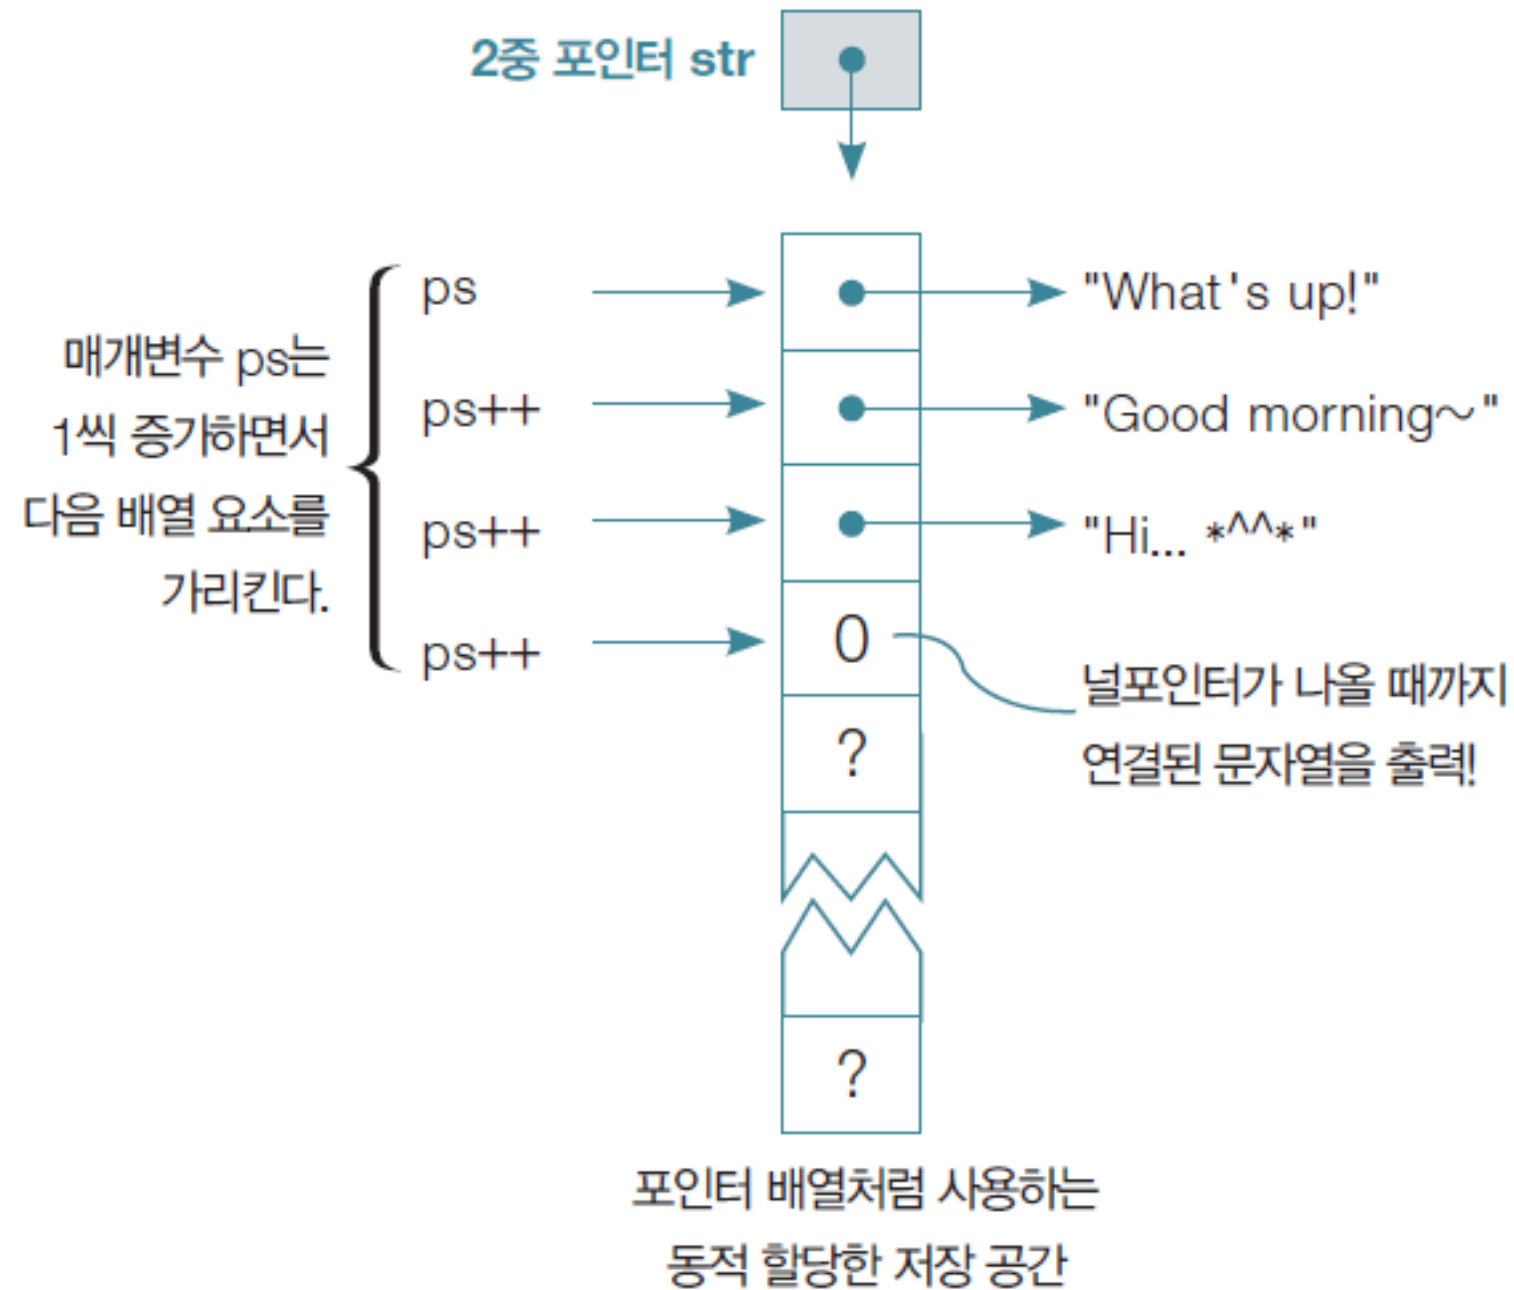 2중 포인터 str
매개변수 ps는
1씩 증가하면서
다음 배열 요소를
가리킨다.
ps
ps++
ps++
ps++
"What's up!"
"Good morning~"
"Hi... *^^*"
0
?
?
널포인터가 나올 때까지
연결된 문자열을 출력!
포인터 배열처럼 사용하는
동적 할당한 저장 공간